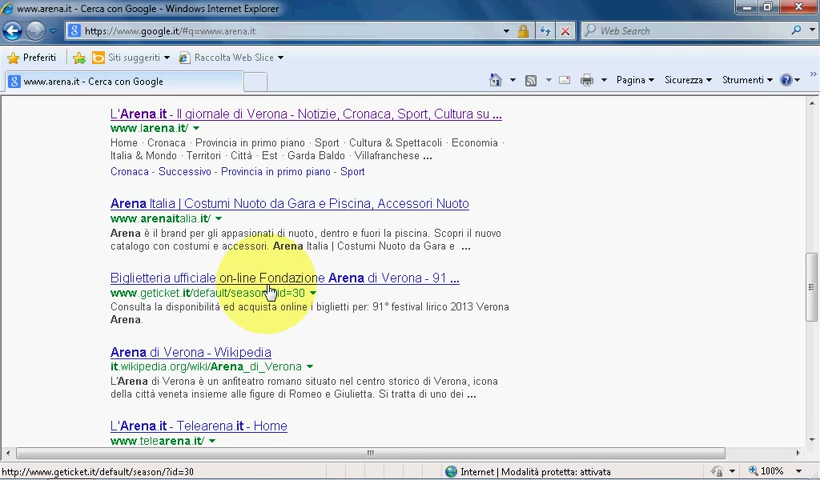 www.arena.it - Cerca con Google - Windows Internet Explorer
https://www.google.it/#q=www.arena.it
Web Search
Preferiti
Siti suggeriti
Raccolta Web Slice
www.arena.it - Cerca con Google
Pagina
Sicurezza
Strumenti
L'Arena.it - Il giornale di Verona - Notizie, Cronaca, Sport, Cultura su ...
www.larena.it/
Home · Cronaca · Provincia in primo piano · Sport · Cultura & Spettacoli · Economia ·
Italia & Mondo · Territori · Città · Est · Garda Baldo · Villafranchese ...
Cronaca - Successivo - Provincia in primo piano - Sport
Arena Italia | Costumi Nuoto da Gara e Piscina, Accessori Nuoto
www.arenaitalia.it/
Arena è il brand per gli appasionati di nuoto, dentro e fuori la piscina. Scopri il nuovo
catalogo con costumi e accessori. Arena Italia | Costumi Nuoto da Gara e ...
Biglietteria ufficiale on-line Fondazione Arena di Verona - 91 ...
www.geticket.it/default/season/?id=30
Consulta la disponibilità ed acquista online i biglietti per: 91° festival lirico 2013 Verona
Arena.
Arena di Verona - Wikipedia
it.wikipedia.org/wiki/Arena_di_Verona
L'Arena di Verona è un anfiteatro romano situato nel centro storico di Verona, icona
della città veneta insieme alle figure di Romeo e Giulietta. Si tratta di uno dei ...
L'Arena.it - Telearena.it - Home
www.telearena.it/
http://www.geticket.it/default/season/?id=30
Internet | Modalità protetta: attivata
100%